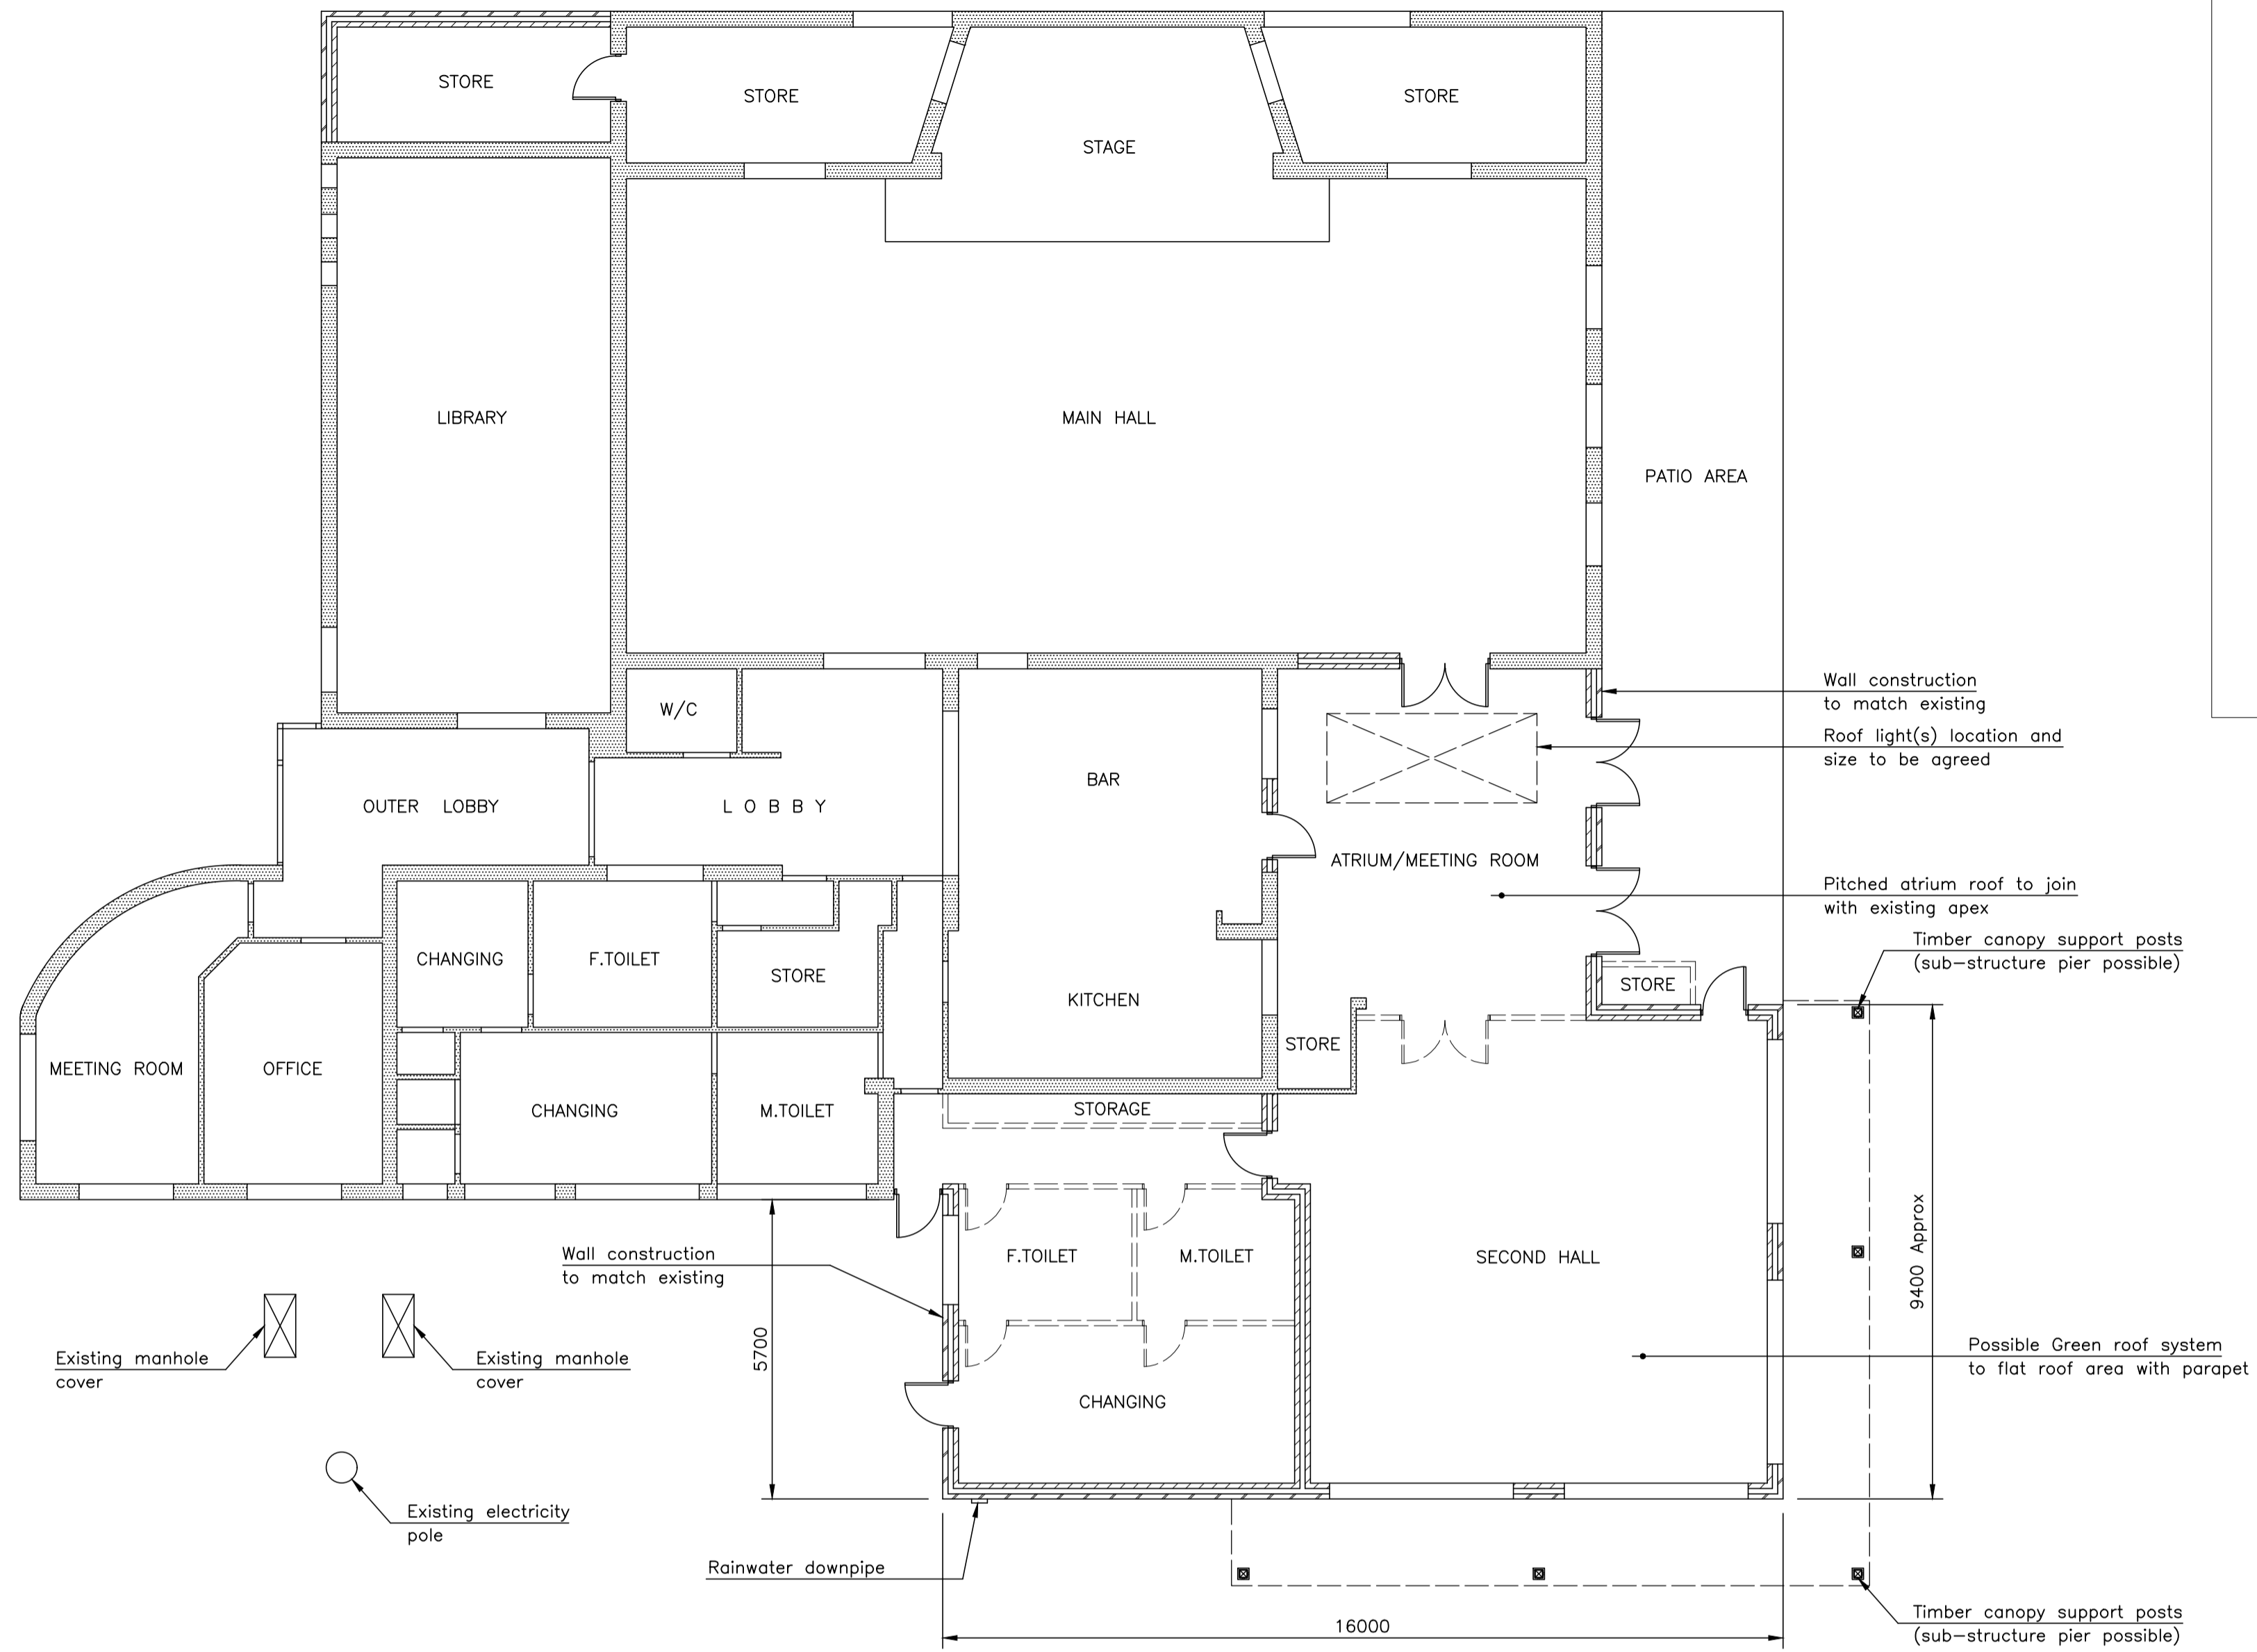 STORE
STORE
STORE
STAGE
LIBRARY
MAIN HALL
PATIO AREA
Wall construction
to match existing
W/C
Roof light(s) location and
size to be agreed
BAR
OUTER LOBBY
L O B B Y
ATRIUM/MEETING ROOM
Pitched atrium roof to join
with existing apex
Timber canopy support posts
(sub-structure pier possible)
CHANGING
F.TOILET
STORE
KITCHEN
STORE
STORE
MEETING ROOM
OFFICE
CHANGING
M.TOILET
STORAGE
9400 Approx
Wall construction
to match existing
F.TOILET
M.TOILET
SECOND HALL
5700
Existing manhole
cover
Existing manhole
cover
Possible Green roof system
to flat roof area with parapet
CHANGING
Existing electricity
pole
Rainwater downpipe
16000
Timber canopy support posts
(sub-structure pier possible)